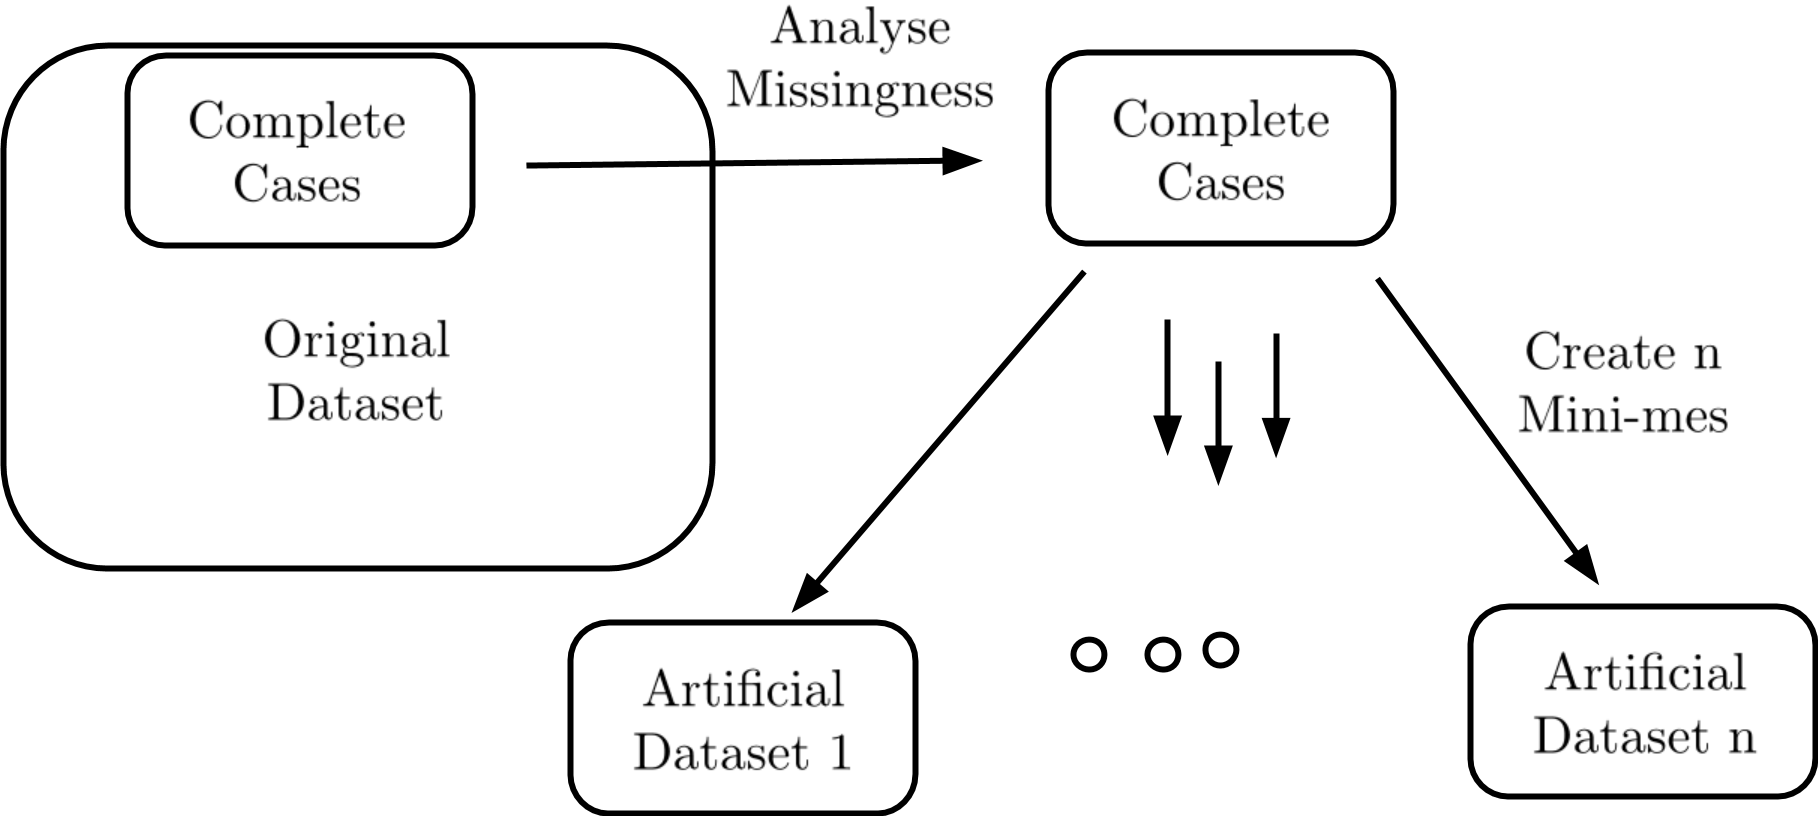 Analyse
Missingness
Complete
Cases
Complete
Cases
Original
Dataset
Create n
Mini-mes
Artificial
Dataset 1
Artificial
Dataset n